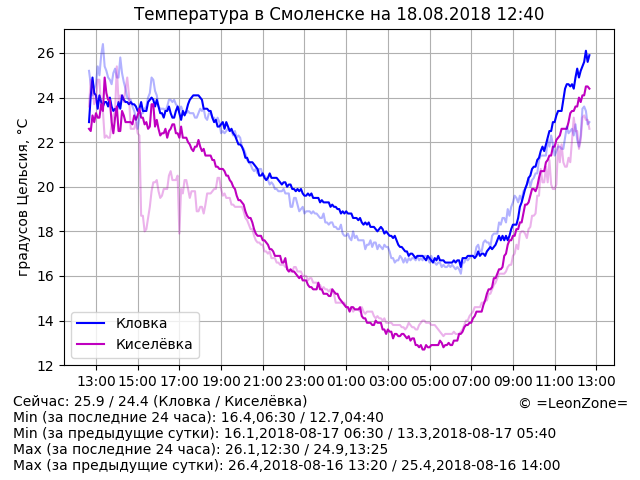 Температура в Смоленске на 18.08.2018 12:40
градусов Цельсия, °C
26
24
22
20
18
16
14
12
Кловка
Киселёвка
13:00 15:00 17:00 19:00 21:00 23:00 01:00 03:00 05:00 07:00 09:00 11:00 13:00
Сейчас: 25.9 / 24.4 (Кловка / Киселёвка)
© =LeonZone=
Min (за последние 24 часа): 16.4,06:30 / 12.7,04:40
Min (за предыдущие сутки): 16.1,2018-08-17 06:30 / 13.3,2018-08-17 05:40
Max (за последние 24 часа): 26.1,12:30 / 24.9,13:25
Max (за предыдущие сутки): 26.4,2018-08-16 13:20 / 25.4,2018-08-16 14:00